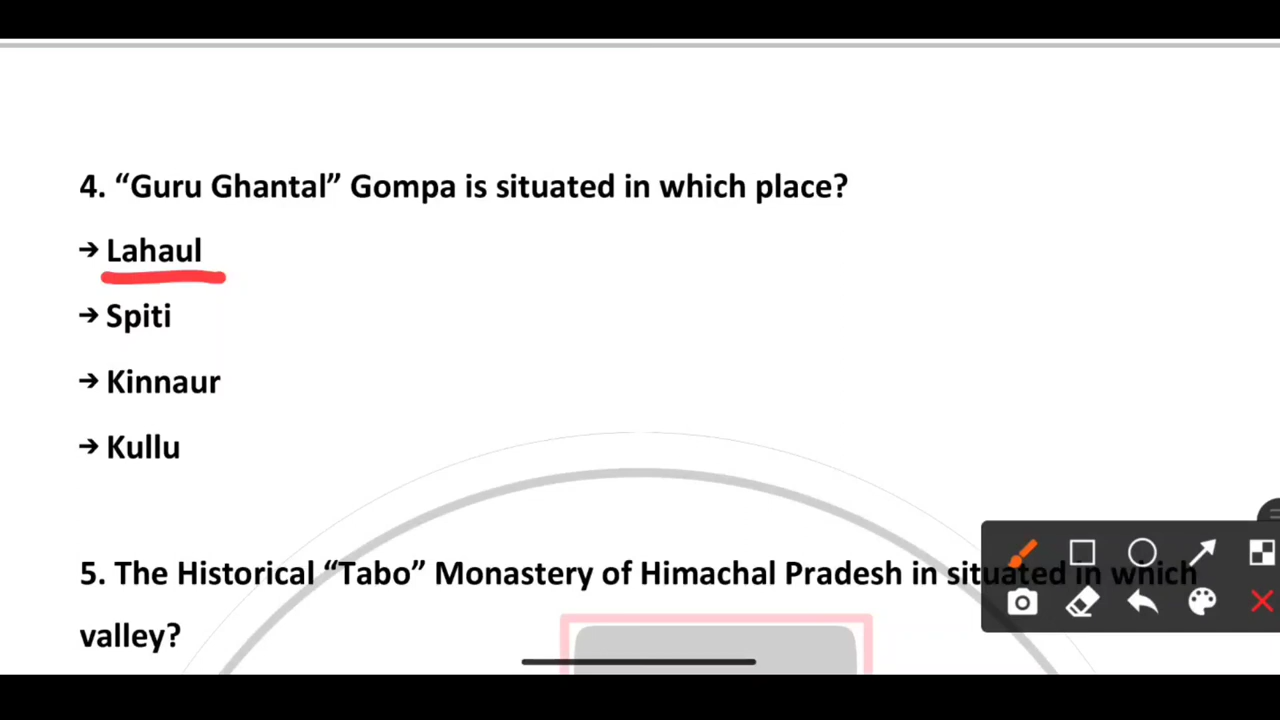 4. “Guru Ghantal” Gompa is situated in which place?
→ Lahaul
→ Spiti
→ Kinnaur
→ Kullu
5. The Historical “Tabo” Monastery of Himachal Pradesh in situated in which
valley?